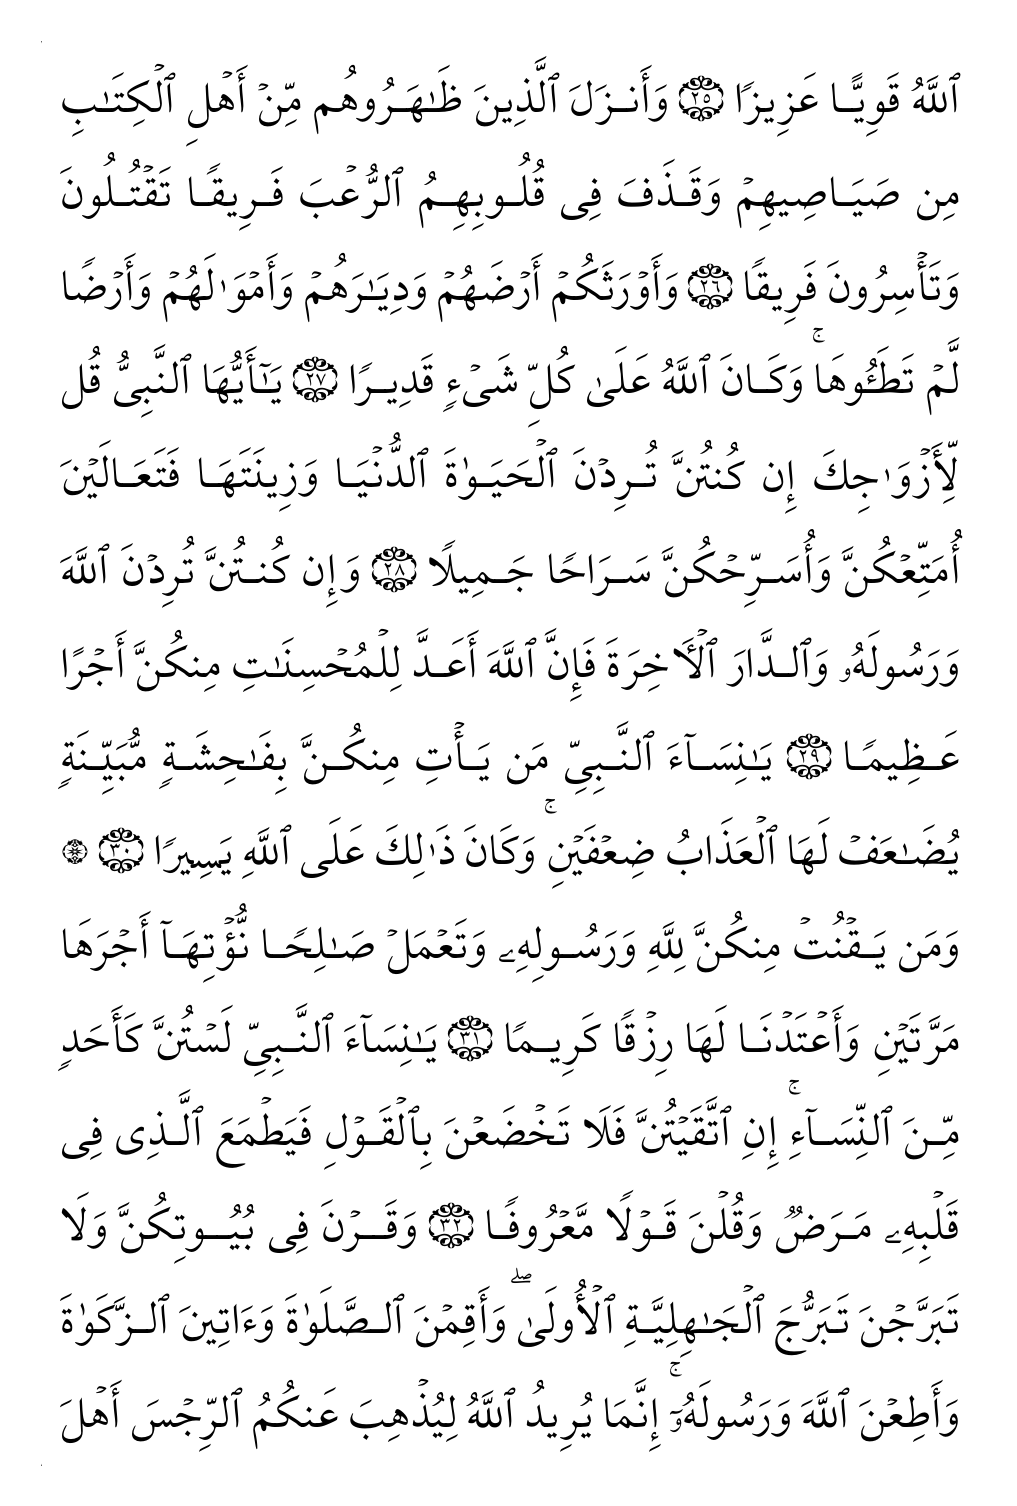 ٱللَّهُ قَوِيًّا عَزِيزًا ٢٥ وَأَنزَلَ ٱلَّذِينَ ظَٰهَرُوهُم مِّنْ أَهْلِ ٱلْكِتَٰبِ
مِن صَيَاصِيهِمْ وَقَذَفَ فِى قُلُوبِهِمُ ٱلرُّعْبَ فَرِيقًا تَقْتُلُونَ
وَتَأْسِرُونَ فَرِيقًا ٢٦ وَأَوْرَثَكُمْ أَرْضَهُمْ وَدِيَٰرَهُمْ وَأَمْوَٰلَهُمْ وَأَرْضًا
لَّمْ تَطَـُٔوهَا ۚ وَكَانَ ٱللَّهُ عَلَىٰ كُلِّ شَىْءٍ قَدِيرًا ٢٧ يَٰٓأَيُّهَا ٱلنَّبِىُّ قُل
لِّأَزْوَٰجِكَ إِن كُنتُنَّ تُرِدْنَ ٱلْحَيَوٰةَ ٱلدُّنْيَا وَزِينَتَهَا فَتَعَالَيْنَ
أُمَتِّعْكُنَّ وَأُسَرِّحْكُنَّ سَرَاحًا جَمِيلًا ٢٨ وَإِن كُنتُنَّ تُرِدْنَ ٱللَّهَ
وَرَسُولَهُۥ وَٱلدَّارَ ٱلْءَاخِرَةَ فَإِنَّ ٱللَّهَ أَعَدَّ لِلْمُحْسِنَٰتِ مِنكُنَّ أَجْرًا
عَظِيمًا ٢٩ يَٰنِسَآءَ ٱلنَّبِىِّ مَن يَأْتِ مِنكُنَّ بِفَٰحِشَةٍ مُّبَيِّنَةٍ
يُضَٰعَفْ لَهَا ٱلْعَذَابُ ضِعْفَيْنِ ۚ وَكَانَ ذَٰلِكَ عَلَى ٱللَّهِ يَسِيرًا ٣٠ ۞
وَمَن يَقْنُتْ مِنكُنَّ لِلَّهِ وَرَسُولِهِۦ وَتَعْمَلْ صَٰلِحًا نُّؤْتِهَآ أَجْرَهَا
مَرَّتَيْنِ وَأَعْتَدْنَا لَهَا رِزْقًا كَرِيمًا ٣١ يَٰنِسَآءَ ٱلنَّبِىِّ لَسْتُنَّ كَأَحَدٍ
مِّنَ ٱلنِّسَآءِ ۚ إِنِ ٱتَّقَيْتُنَّ فَلَا تَخْضَعْنَ بِٱلْقَوْلِ فَيَطْمَعَ ٱلَّذِى فِى
قَلْبِهِۦ مَرَضٌ وَقُلْنَ قَوْلًا مَّعْرُوفًا ٣٢ وَقَرْنَ فِى بُيُوتِكُنَّ وَلَا
تَبَرَّجْنَ تَبَرُّجَ ٱلْجَٰهِلِيَّةِ ٱلْأُولَىٰ ۖ وَأَقِمْنَ ٱلصَّلَوٰةَ وَءَاتِينَ ٱلزَّكَوٰةَ
وَأَطِعْنَ ٱللَّهَ وَرَسُولَهُۥٓ ۚ إِنَّمَا يُرِيدُ ٱللَّهُ لِيُذْهِبَ عَنكُمُ ٱلرِّجْسَ أَهْلَ